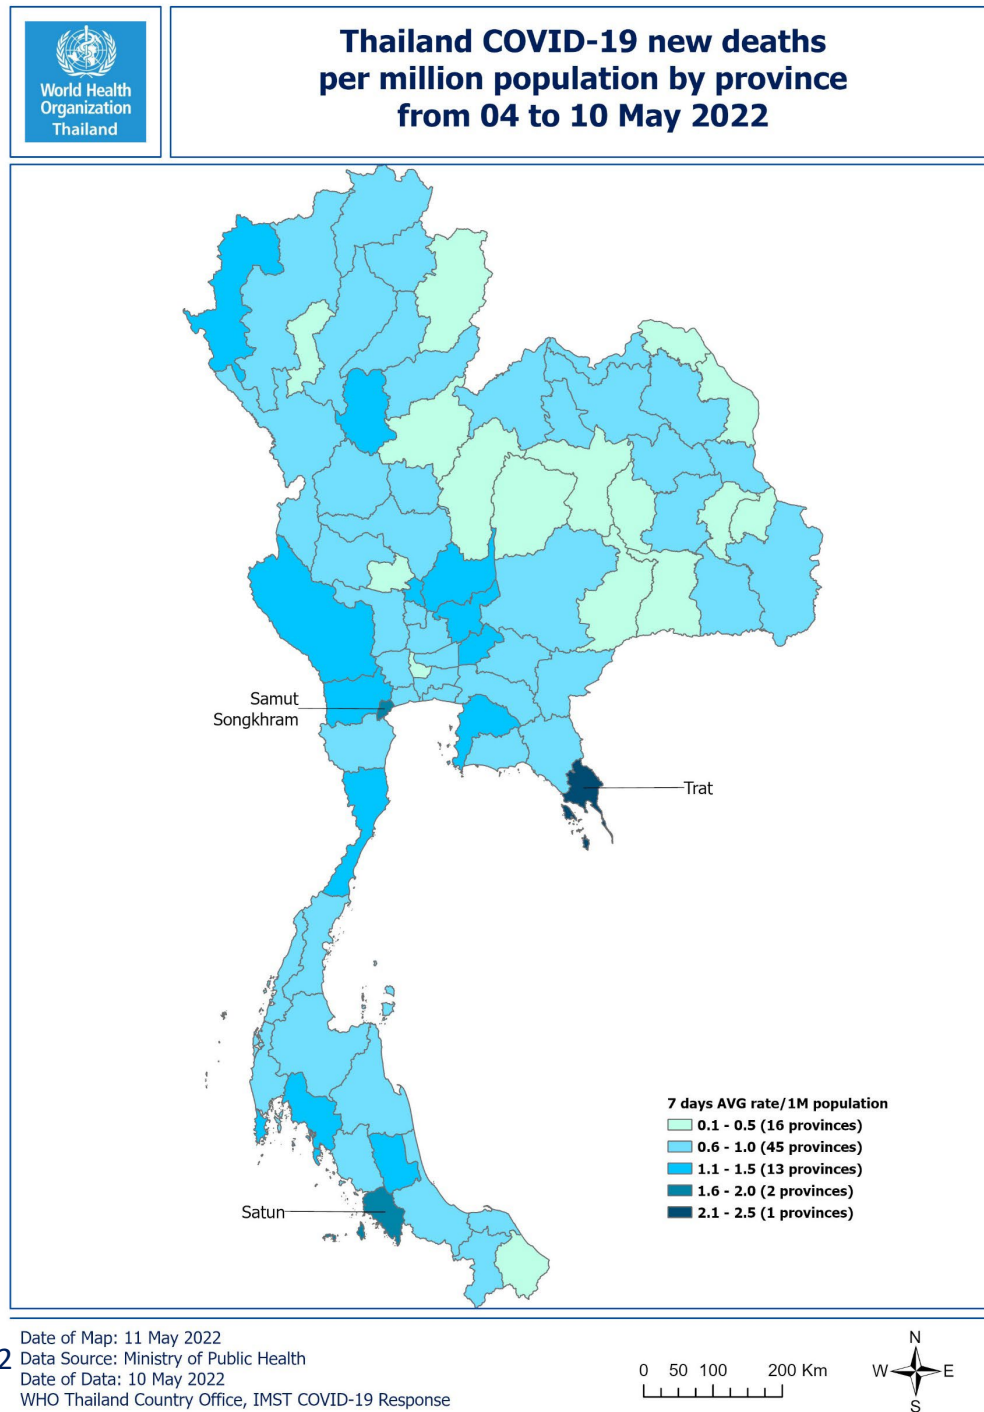 World Health
Organization
Thailand
Thailand COVID-19 new deaths
per million population by province
from 04 to 10 May 2022
Samut
Songkhram
Trat
Satun
7 days AVG rate/1M population
0.1 - 0.5 (16 provinces)
0.6 - 1.0 (45 provinces)
1.1 - 1.5 (13 provinces)
1.6 - 2.0 (2 provinces)
2.1 - 2.5 (1 provinces)
Date of Map: 11 May 2022
2 Data Source: Ministry of Public Health
Date of Data: 10 May 2022
WHO Thailand Country Office, IMST COVID-19 Response
0 50 100 200 Km
N
W E
S